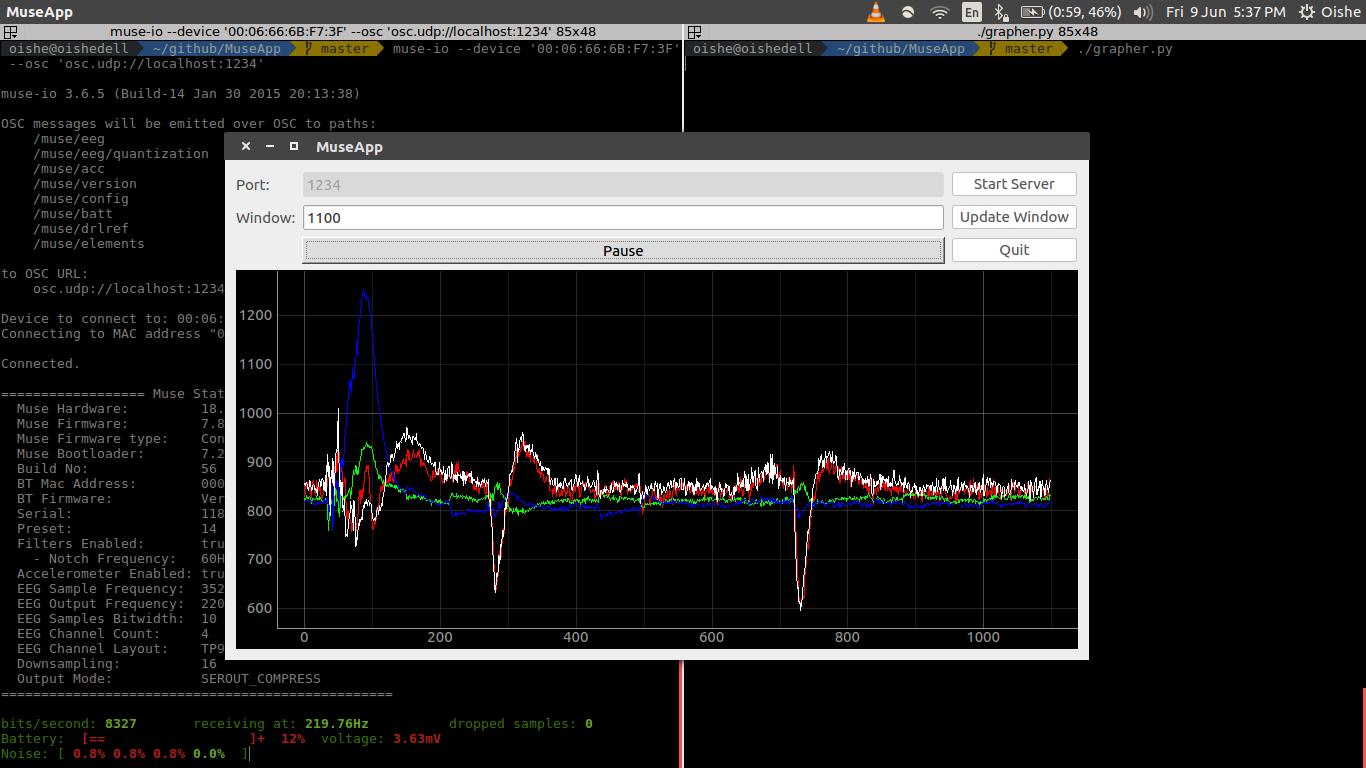 MuseApp
En
(0:59, 46%)
Fri 9 Jun 5:37 PM
Oishe
muse-io --device '00:06:66:6B:F7:3F' --osc 'osc.udp://localhost:1234' 85x48
oishe@oishedell ~/github/MuseApp master muse-io --device '00:06:66:6B:F7:3F'
--osc 'osc.udp://localhost:1234'
muse-io 3.6.5 (Build-14 Jan 30 2015 20:13:38)
OSC messages will be emitted over OSC to paths:
/muse/eeg
/muse/eeg/quantization
/muse/acc
/muse/version
/muse/config
/muse/batt
/muse/drlref
/muse/elements
to OSC URL:
osc.udp://localhost:1234
Device to connect to: 00:06:
Connecting to MAC address "0
Connected.
================== Muse Stat
Muse Hardware: 18.
Muse Firmware: 7.8
Muse Firmware type: Con
Muse Bootloader: 7.2
Build No: 56
BT Mac Address: 000
BT Firmware: Ver
Serial: 118
Preset: 14
Filters Enabled: tru
- Notch Frequency: 60H
Accelerometer Enabled: tru
EEG Sample Frequency: 352
EEG Output Frequency: 220
EEG Samples Bitwidth: 10
EEG Channel Count: 4
EEG Channel Layout: TP9
Downsampling: 16
Output Mode: SEROUT_COMPRESS
=================================================
bits/second: 8327 receiving at: 219.76Hz dropped samples: 0
Battery: [== ]+ 12% voltage: 3.63mV
Noise: [ 0.8% 0.8% 0.8% 0.0% ]
./grapher.py 85x48
oishe@oishedell ~/github/MuseApp master ./grapher.py
MuseApp
Port: 1234 Start Server
Window: 1100 Update Window
Pause Quit
1200
1100
1000
900
800
700
600
0 200 400 600 800 1000